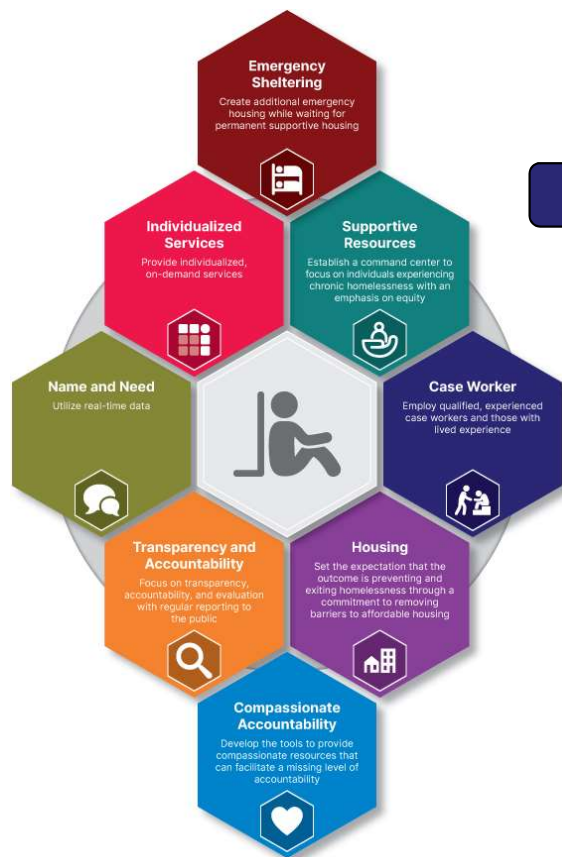 Emergency
Sheltering
Create additional emergency
housing while waiting for
permanent supportive housing
Individualized
Services
Provide individualized,
on-demand services
Supportive
Resources
Establish a command center to
focus on individuals experiencing
chronic homelessness with an
emphasis on equity
Name and Need
Utilize real-time data
Case Worker
Employ qualified, experienced
case workers and those with
lived experience
Transparency and
Accountability
Focus on transparency,
accountability, and evaluation
with regular reporting to
the public
Housing
Set the expectation that the
outcome is preventing and
exiting homelessness through a
commitment to removing
barriers to affordable housing
Compassionate
Accountability
Develop the tools to provide
compassionate resources that
can facilitate a missing level of
accountability